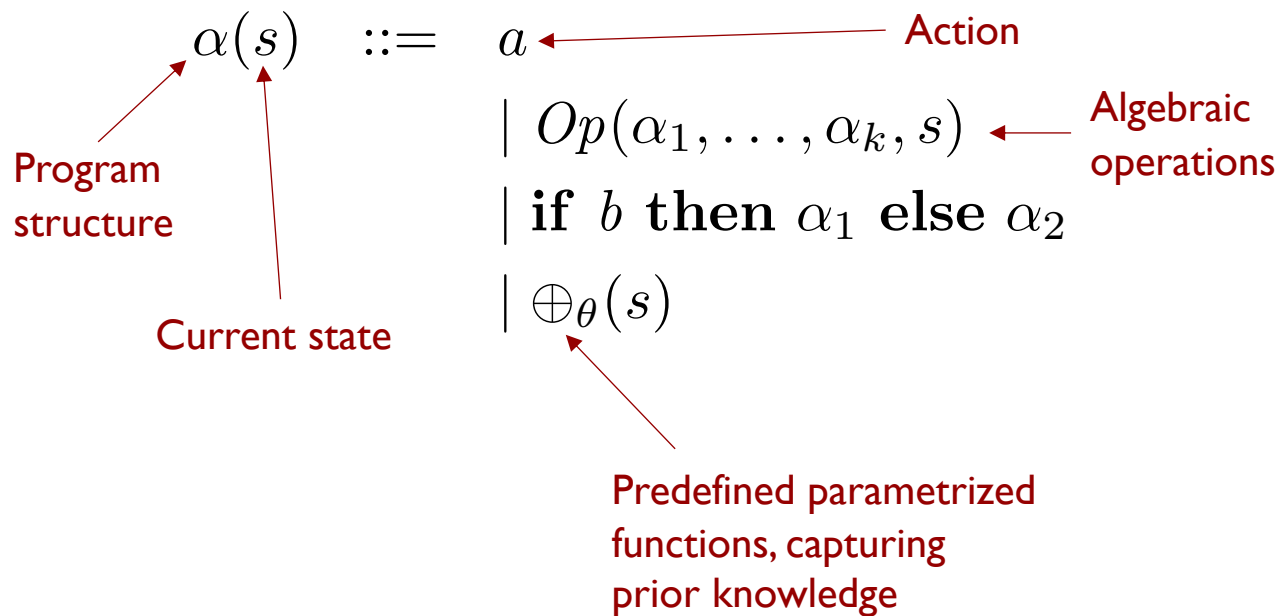 α(s) ::= a
Action
| Op(α₁, . . . , αₖ, s)
Algebraic
operations
Program
structure
| if b then α₁ else α₂
| ⊕_θ(s)
Current state
Predefined parametrized
functions, capturing
prior knowledge